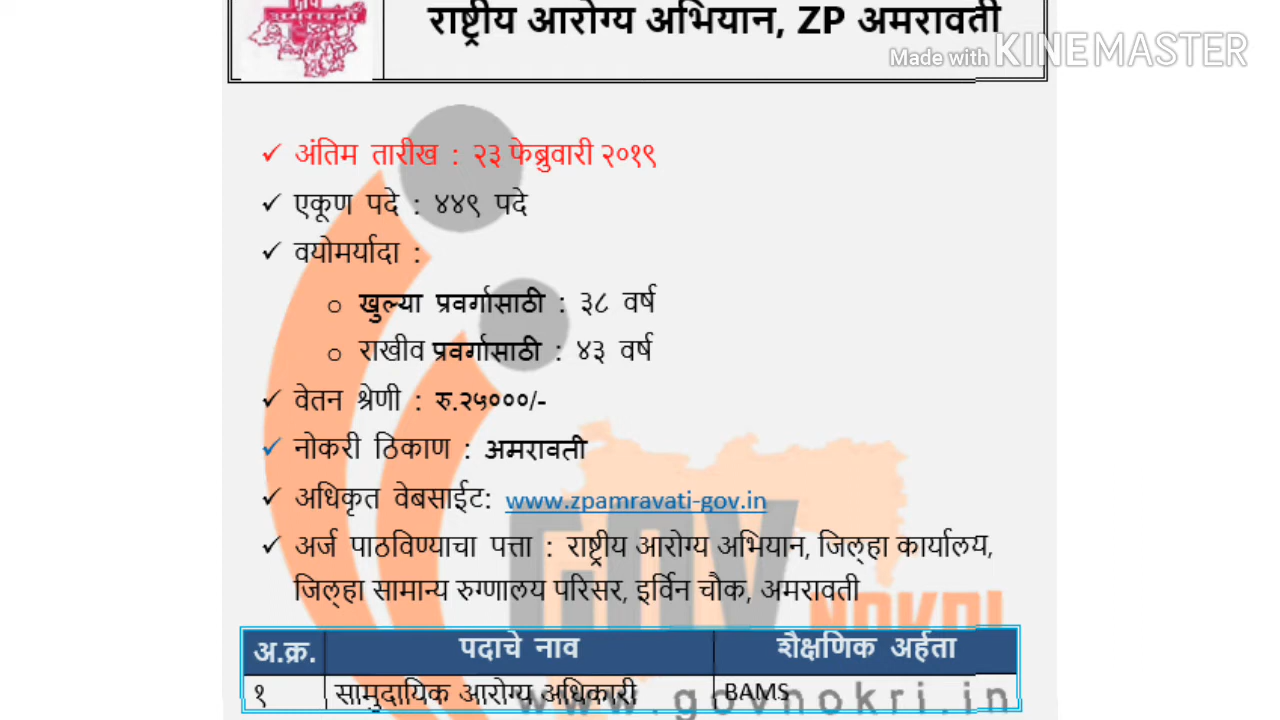 राष्ट्रीय आरोग्य अभियान, ZP अमरावती
Made with KINEMASTER
अंतिम तारीख : २३ फेब्रुवारी २०१९
एकूण पदे : ४४९ पदे
वयोमर्यादा :
खुल्या प्रवर्गासाठी : ३८ वर्ष
राखीव प्रवर्गासाठी : ४३ वर्ष
वेतन श्रेणी : रु.२५०००/-
नोकरी ठिकाण : अमरावती
अधिकृत वेबसाईट: www.zpamravati-gov.in
अर्ज पाठविण्याचा पत्ता : राष्ट्रीय आरोग्य अभियान, जिल्हा कार्यालय,
जिल्हा सामान्य रुग्णालय परिसर, इर्विन चौक, अमरावती
GOV
NOKRI
अ.क्र. पदाचे नाव शैक्षणिक अर्हता
१ सामुदायिक आरोग्य अधिकारी BAMS
www.govnokri.in